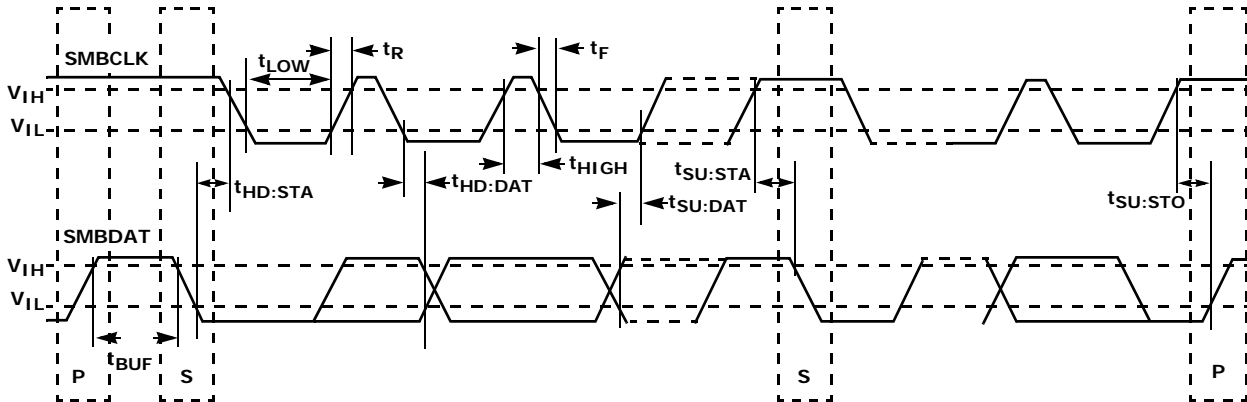 SMBCLK
tLOW
tR
tF
VIH
VIL
tHD:STA
tHD:DAT
tHIGH
tSU:DAT
tSU:STA
tSU:STO
SMBDAT
VIH
VIL
tBUF
P
S
S
P